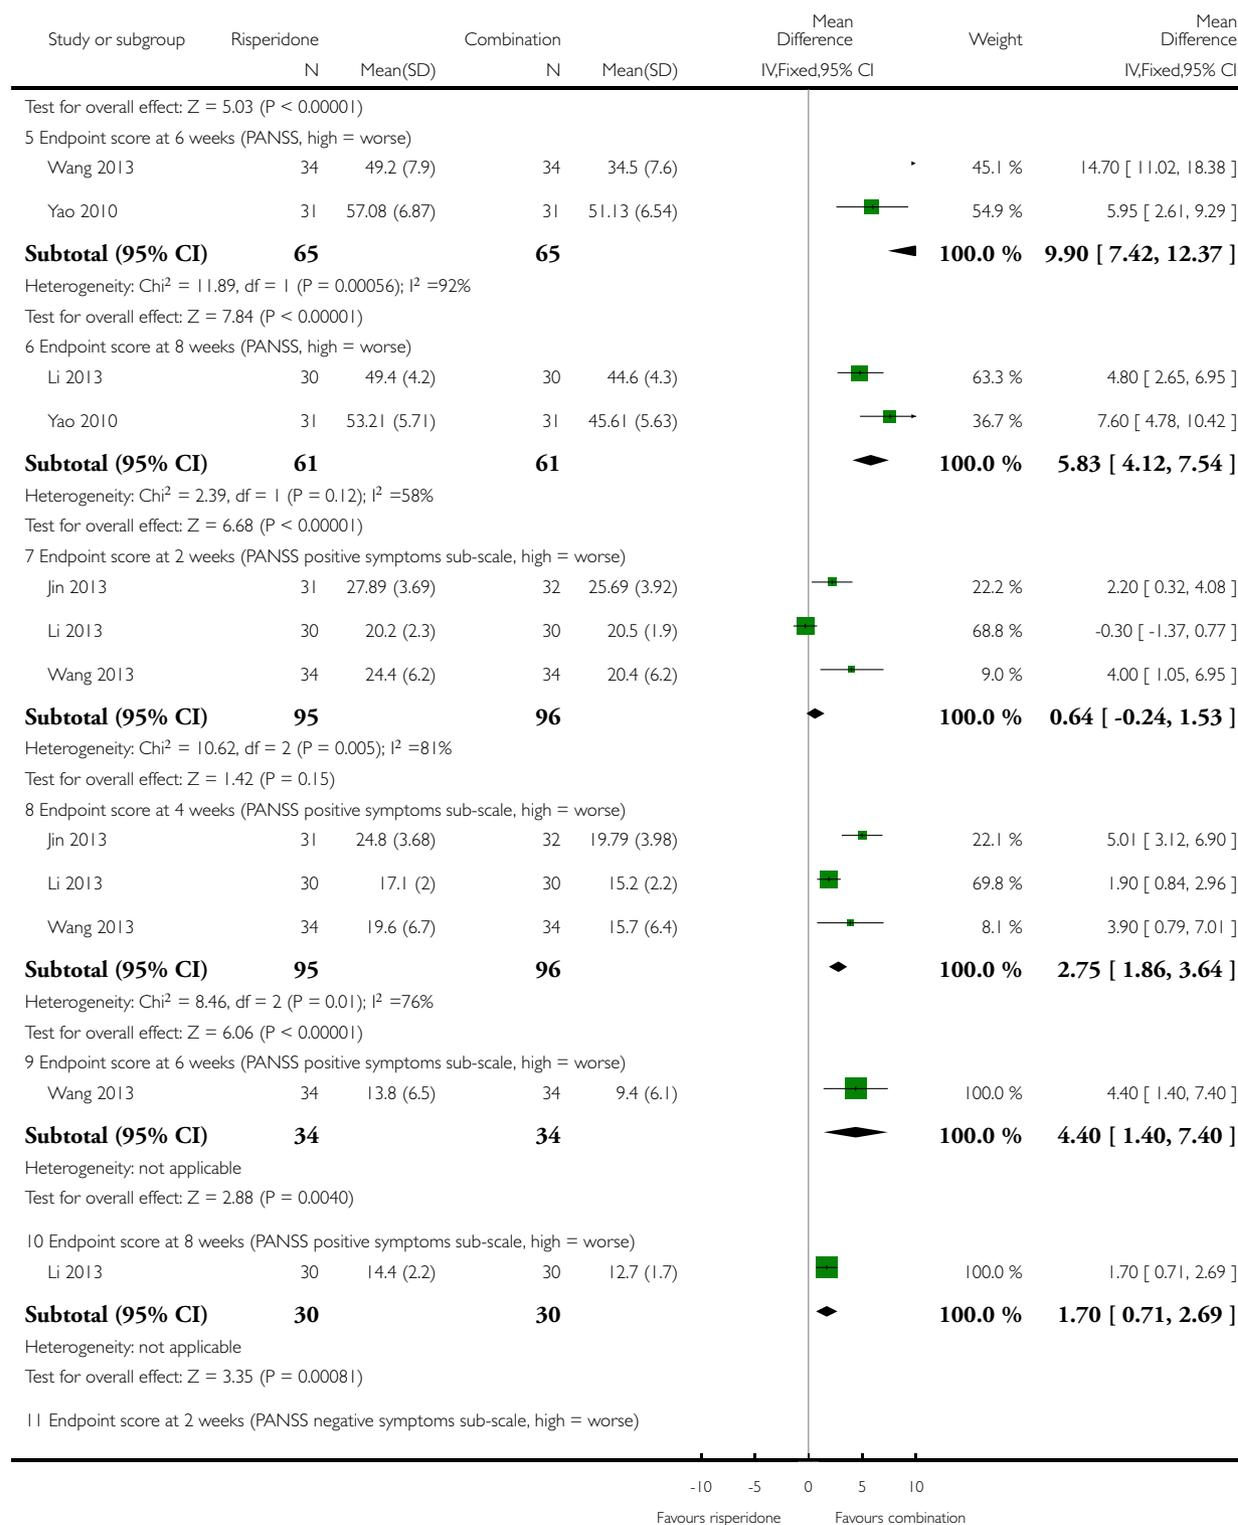 Study or subgroup Risperidone Combination Mean Difference Weight Mean Difference
N Mean(SD) N Mean(SD) IV,Fixed,95% CI IV,Fixed,95% CI
Test for overall effect: Z = 5.03 (P < 0.00001)
5 Endpoint score at 6 weeks (PANSS, high = worse)
Wang 2013 34 49.2 (7.9) 34 34.5 (7.6) 45.1 % 14.70 [ 11.02, 18.38 ]
Yao 2010 31 57.08 (6.87) 31 51.13 (6.54) 54.9 % 5.95 [ 2.61, 9.29 ]
Subtotal (95% CI) 65 65 100.0 % 9.90 [ 7.42, 12.37 ]
Heterogeneity: Chi² = 11.89, df = 1 (P = 0.00056); I² =92%
Test for overall effect: Z = 7.84 (P < 0.00001)
6 Endpoint score at 8 weeks (PANSS, high = worse)
Li 2013 30 49.4 (4.2) 30 44.6 (4.3) 63.3 % 4.80 [ 2.65, 6.95 ]
Yao 2010 31 53.21 (5.71) 31 45.61 (5.63) 36.7 % 7.60 [ 4.78, 10.42 ]
Subtotal (95% CI) 61 61 100.0 % 5.83 [ 4.12, 7.54 ]
Heterogeneity: Chi² = 2.39, df = 1 (P = 0.12); I² =58%
Test for overall effect: Z = 6.68 (P < 0.00001)
7 Endpoint score at 2 weeks (PANSS positive symptoms sub-scale, high = worse)
Jin 2013 31 27.89 (3.69) 32 25.69 (3.92) 22.2 % 2.20 [ 0.32, 4.08 ]
Li 2013 30 20.2 (2.3) 30 20.5 (1.9) 68.8 % -0.30 [ -1.37, 0.77 ]
Wang 2013 34 24.4 (6.2) 34 20.4 (6.2) 9.0 % 4.00 [ 1.05, 6.95 ]
Subtotal (95% CI) 95 96 100.0 % 0.64 [ -0.24, 1.53 ]
Heterogeneity: Chi² = 10.62, df = 2 (P = 0.005); I² =81%
Test for overall effect: Z = 1.42 (P = 0.15)
8 Endpoint score at 4 weeks (PANSS positive symptoms sub-scale, high = worse)
Jin 2013 31 24.8 (3.68) 32 19.79 (3.98) 22.1 % 5.01 [ 3.12, 6.90 ]
Li 2013 30 17.1 (2) 30 15.2 (2.2) 69.8 % 1.90 [ 0.84, 2.96 ]
Wang 2013 34 19.6 (6.7) 34 15.7 (6.4) 8.1 % 3.90 [ 0.79, 7.01 ]
Subtotal (95% CI) 95 96 100.0 % 2.75 [ 1.86, 3.64 ]
Heterogeneity: Chi² = 8.46, df = 2 (P = 0.01); I² =76%
Test for overall effect: Z = 6.06 (P < 0.00001)
9 Endpoint score at 6 weeks (PANSS positive symptoms sub-scale, high = worse)
Wang 2013 34 13.8 (6.5) 34 9.4 (6.1) 100.0 % 4.40 [ 1.40, 7.40 ]
Subtotal (95% CI) 34 34 100.0 % 4.40 [ 1.40, 7.40 ]
Heterogeneity: not applicable
Test for overall effect: Z = 2.88 (P = 0.0040)
10 Endpoint score at 8 weeks (PANSS positive symptoms sub-scale, high = worse)
Li 2013 30 14.4 (2.2) 30 12.7 (1.7) 100.0 % 1.70 [ 0.71, 2.69 ]
Subtotal (95% CI) 30 30 100.0 % 1.70 [ 0.71, 2.69 ]
Heterogeneity: not applicable
Test for overall effect: Z = 3.35 (P = 0.00081)
11 Endpoint score at 2 weeks (PANSS negative symptoms sub-scale, high = worse)
-10 -5 0 5 10
Favours risperidone Favours combination